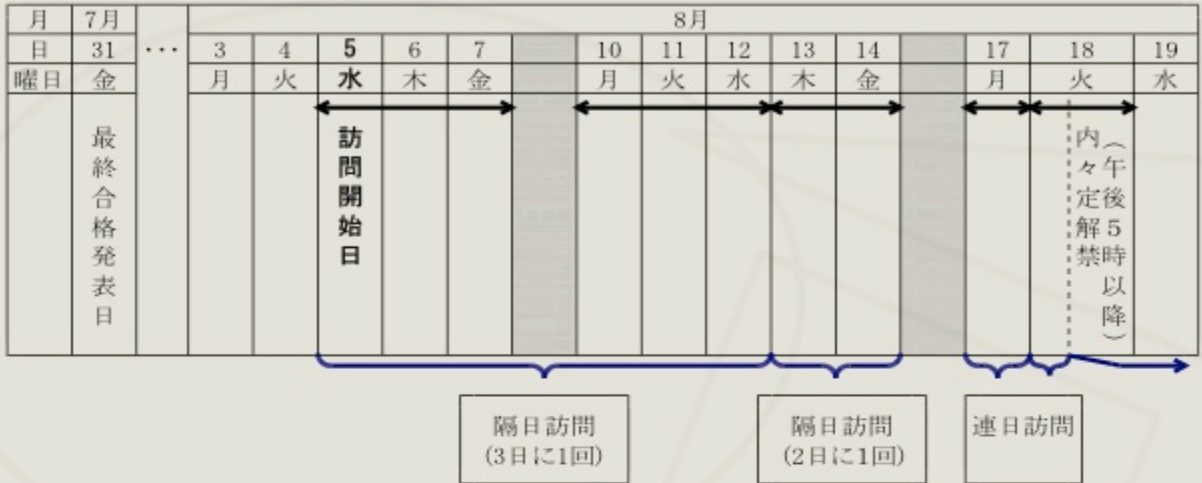 月 7月 8月
日 31 ･･･ 3 4 5 6 7 10 11 12 13 14 17 18 19
曜日 金 月 火 水 木 金 月 火 水 木 金 月 火 水
最終合格発表日
訪問開始日
(午後5時以降)
内々定解禁
隔日訪問
(3日に1回)
隔日訪問
(2日に1回)
連日訪問